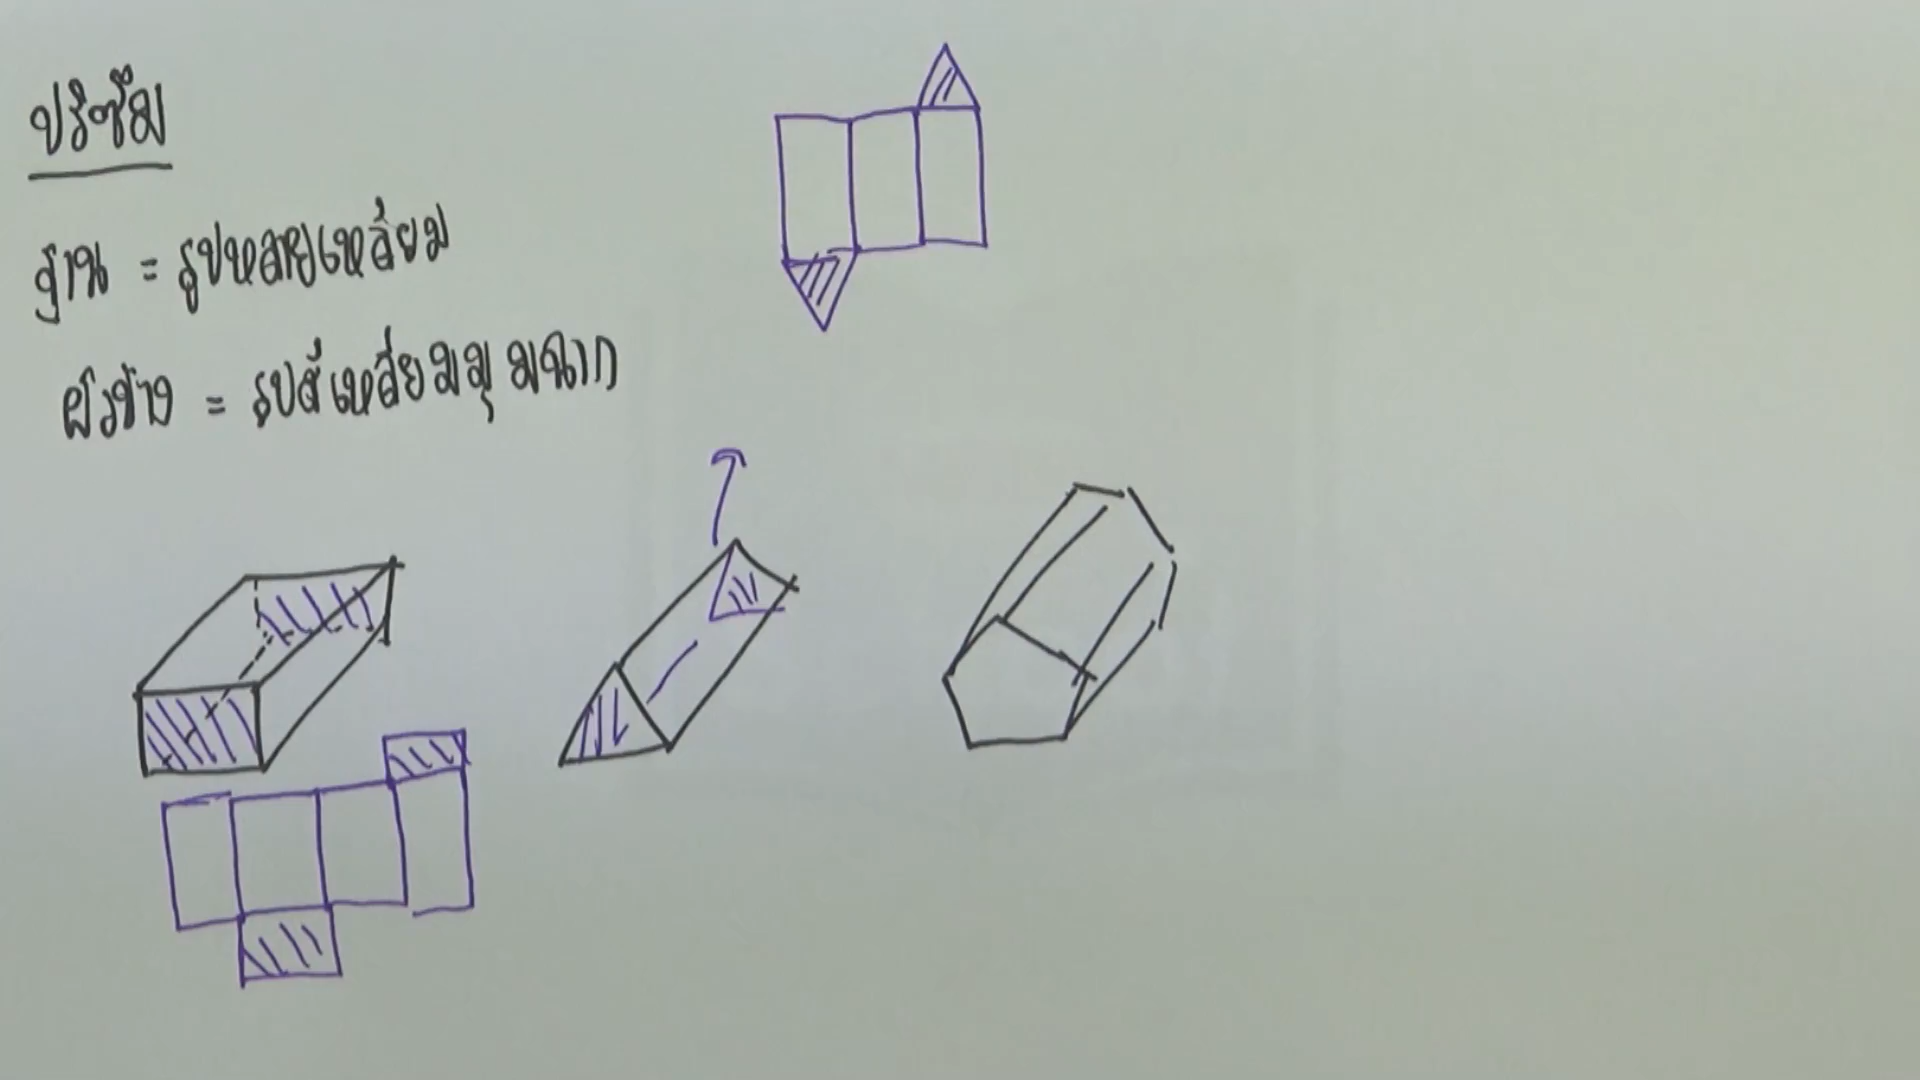 ปริซึม
ฐาน = รูปหลายเหลี่ยม
ผิวข้าง = รูปสี่เหลี่ยมมุมฉาก